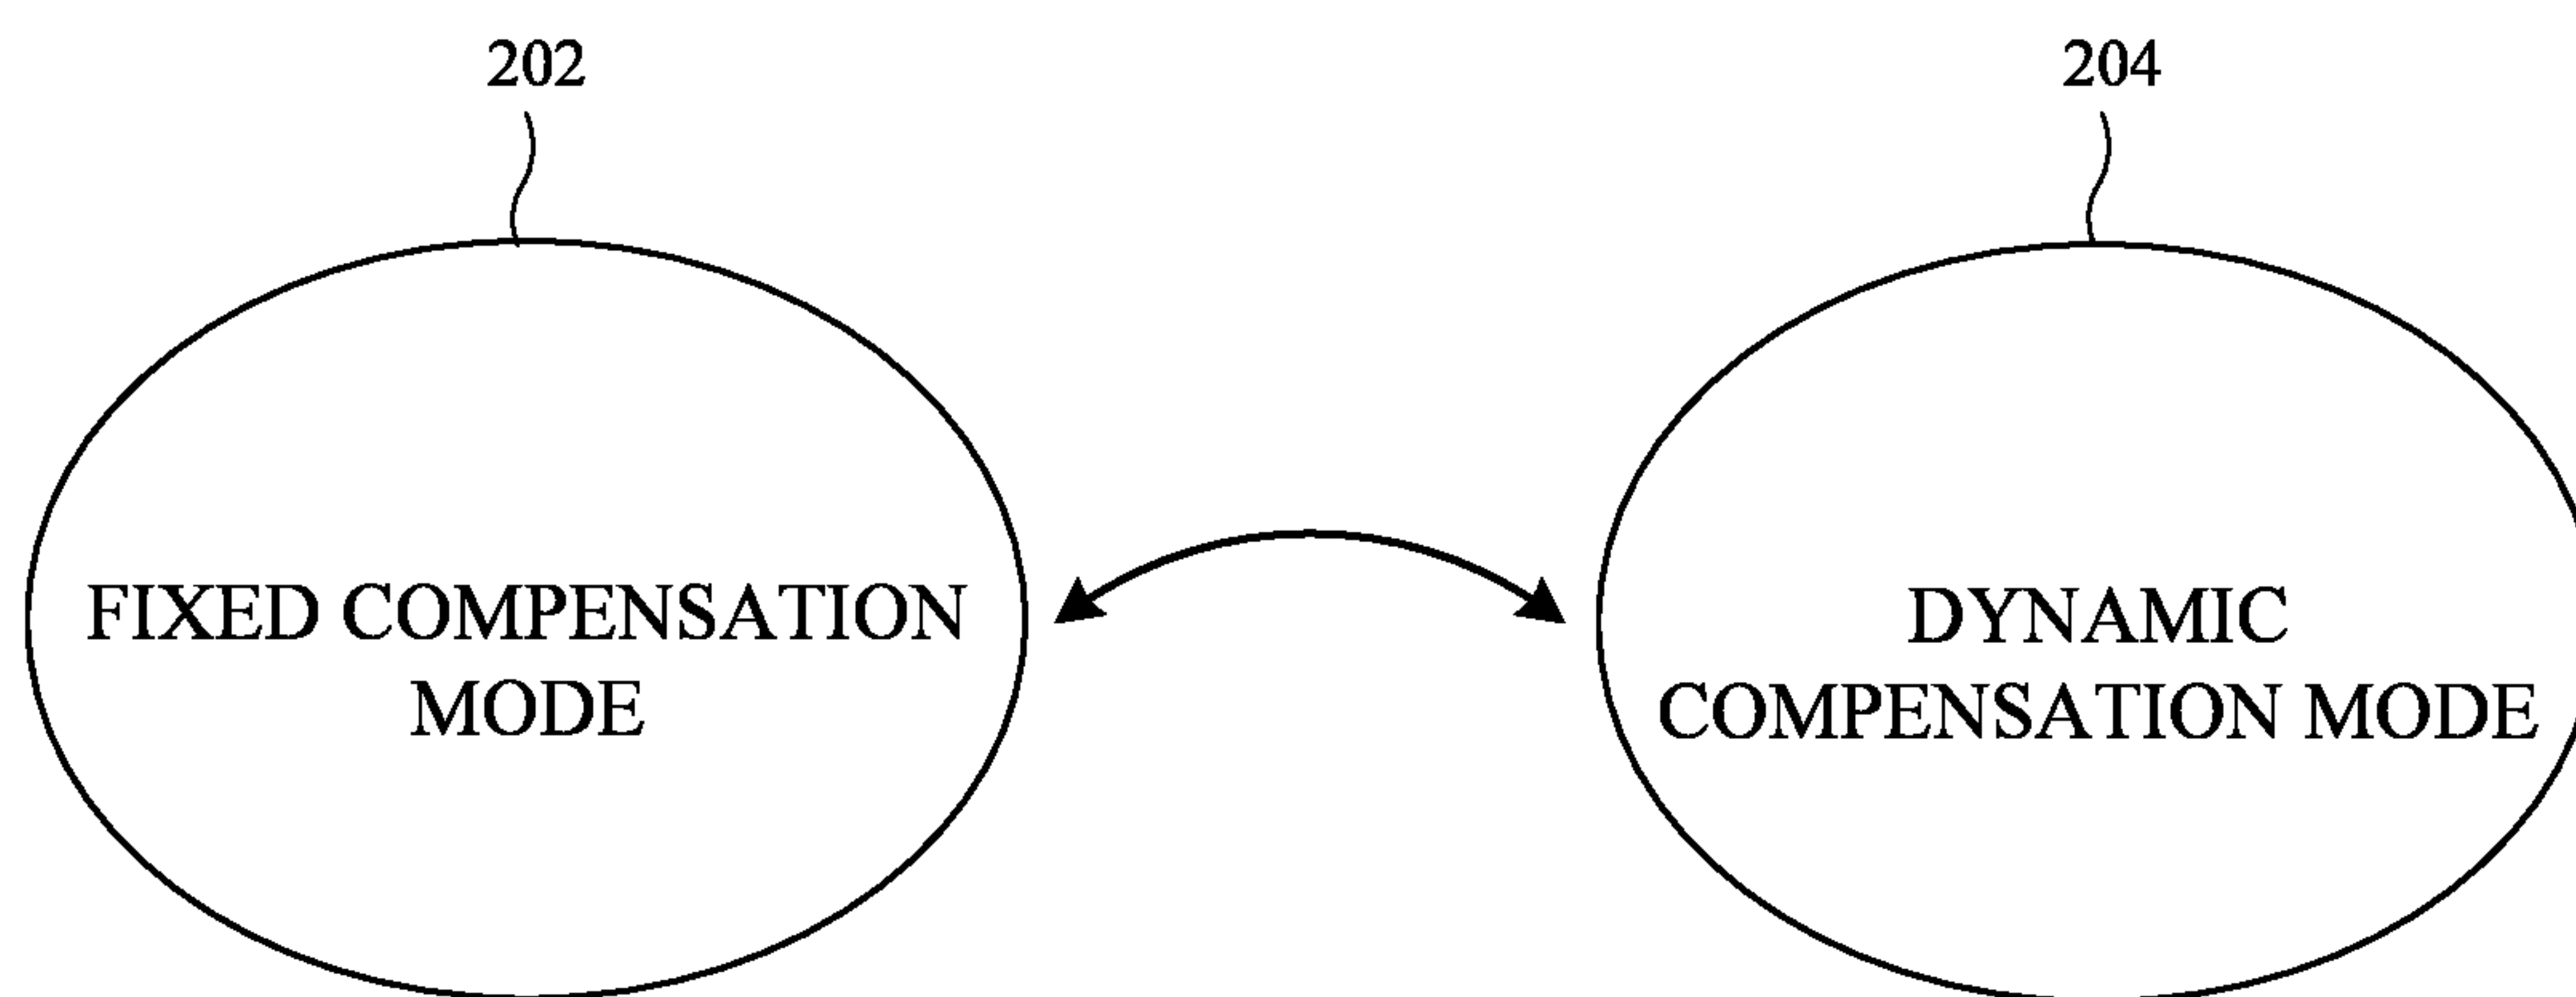 202
204
FIXED COMPENSATION
MODE
DYNAMIC
COMPENSATION MODE